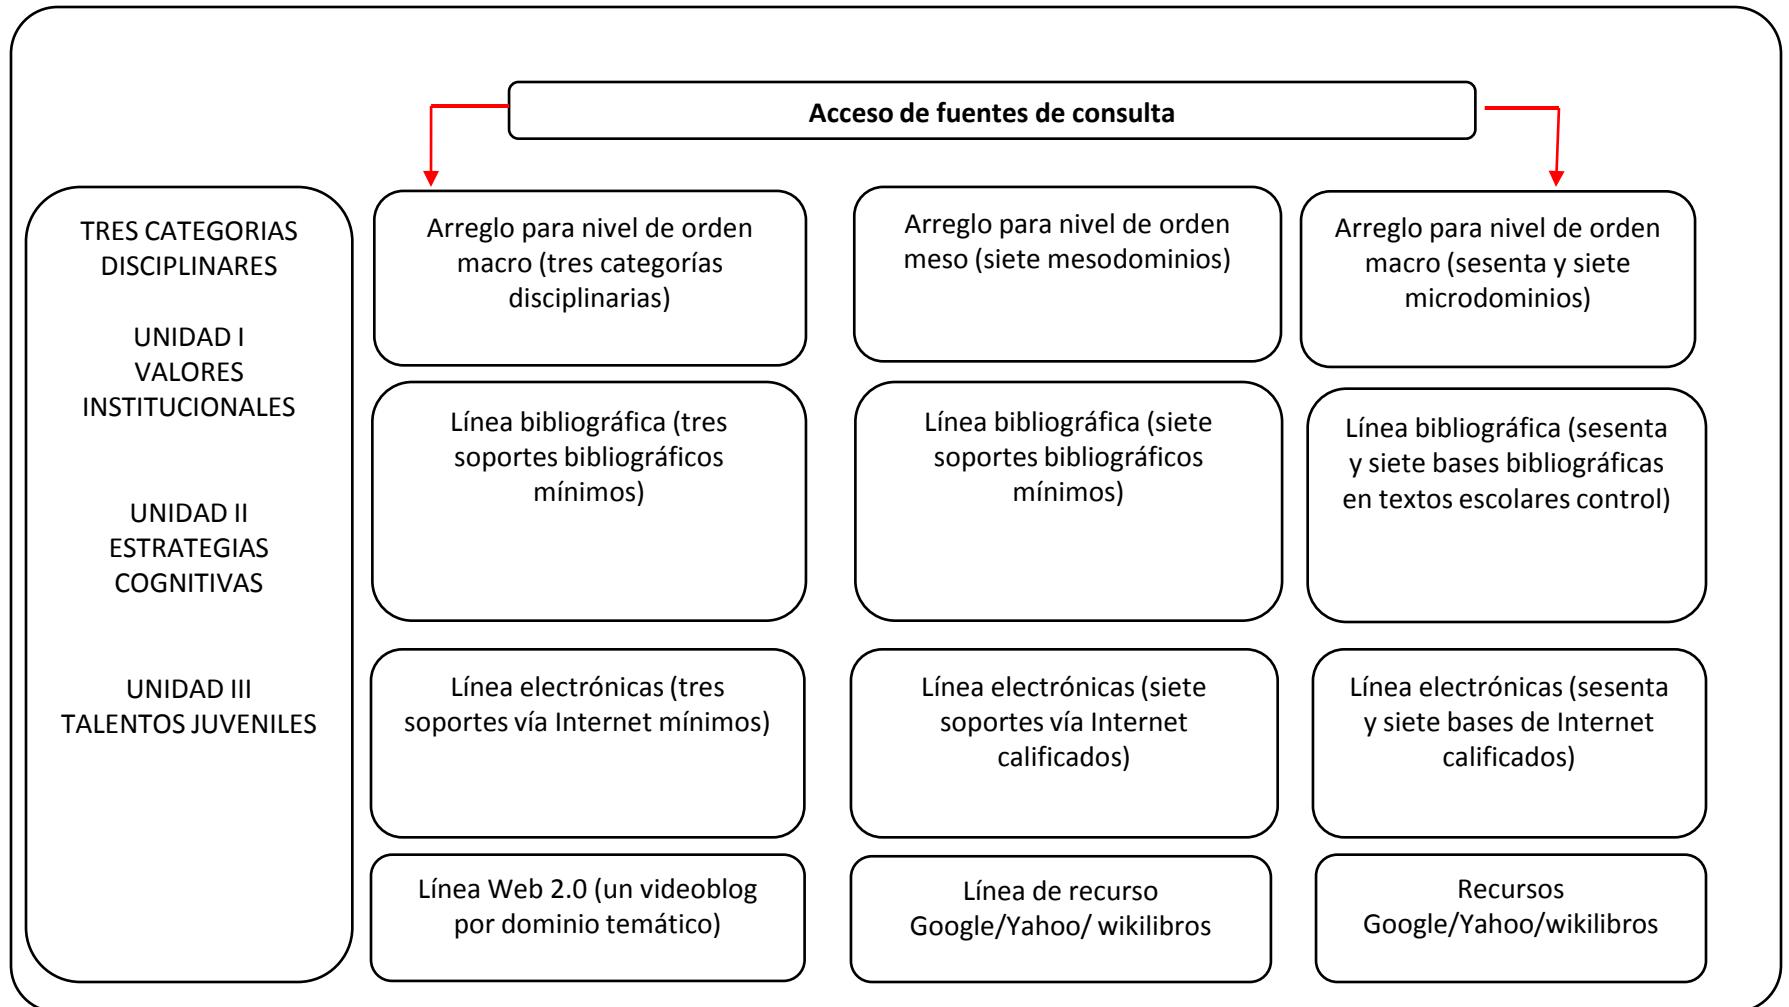 Acceso de fuentes de consulta
TRES CATEGORIAS
DISCIPLINARES
UNIDAD I
VALORES
INSTITUCIONALES
UNIDAD II
ESTRATEGIAS
COGNITIVAS
UNIDAD III
TALENTOS JUVENILES
Arreglo para nivel de orden
macro (tres categorías
disciplinarias)
Arreglo para nivel de orden
meso (siete mesodominios)
Arreglo para nivel de orden
macro (sesenta y siete
microdominios)
Línea bibliográfica (tres
soportes bibliográficos
mínimos)
Línea bibliográfica (siete
soportes bibliográficos
mínimos)
Línea bibliográfica (sesenta
y siete bases bibliográficas
en textos escolares control)
Línea electrónicas (tres
soportes vía Internet mínimos)
Línea electrónicas (siete
soportes vía Internet
calificados)
Línea electrónicas (sesenta
y siete bases de Internet
calificados)
Línea Web 2.0 (un videoblog
por dominio temático)
Línea de recurso
Google/Yahoo/ wikilibros
Recursos
Google/Yahoo/wikilibros